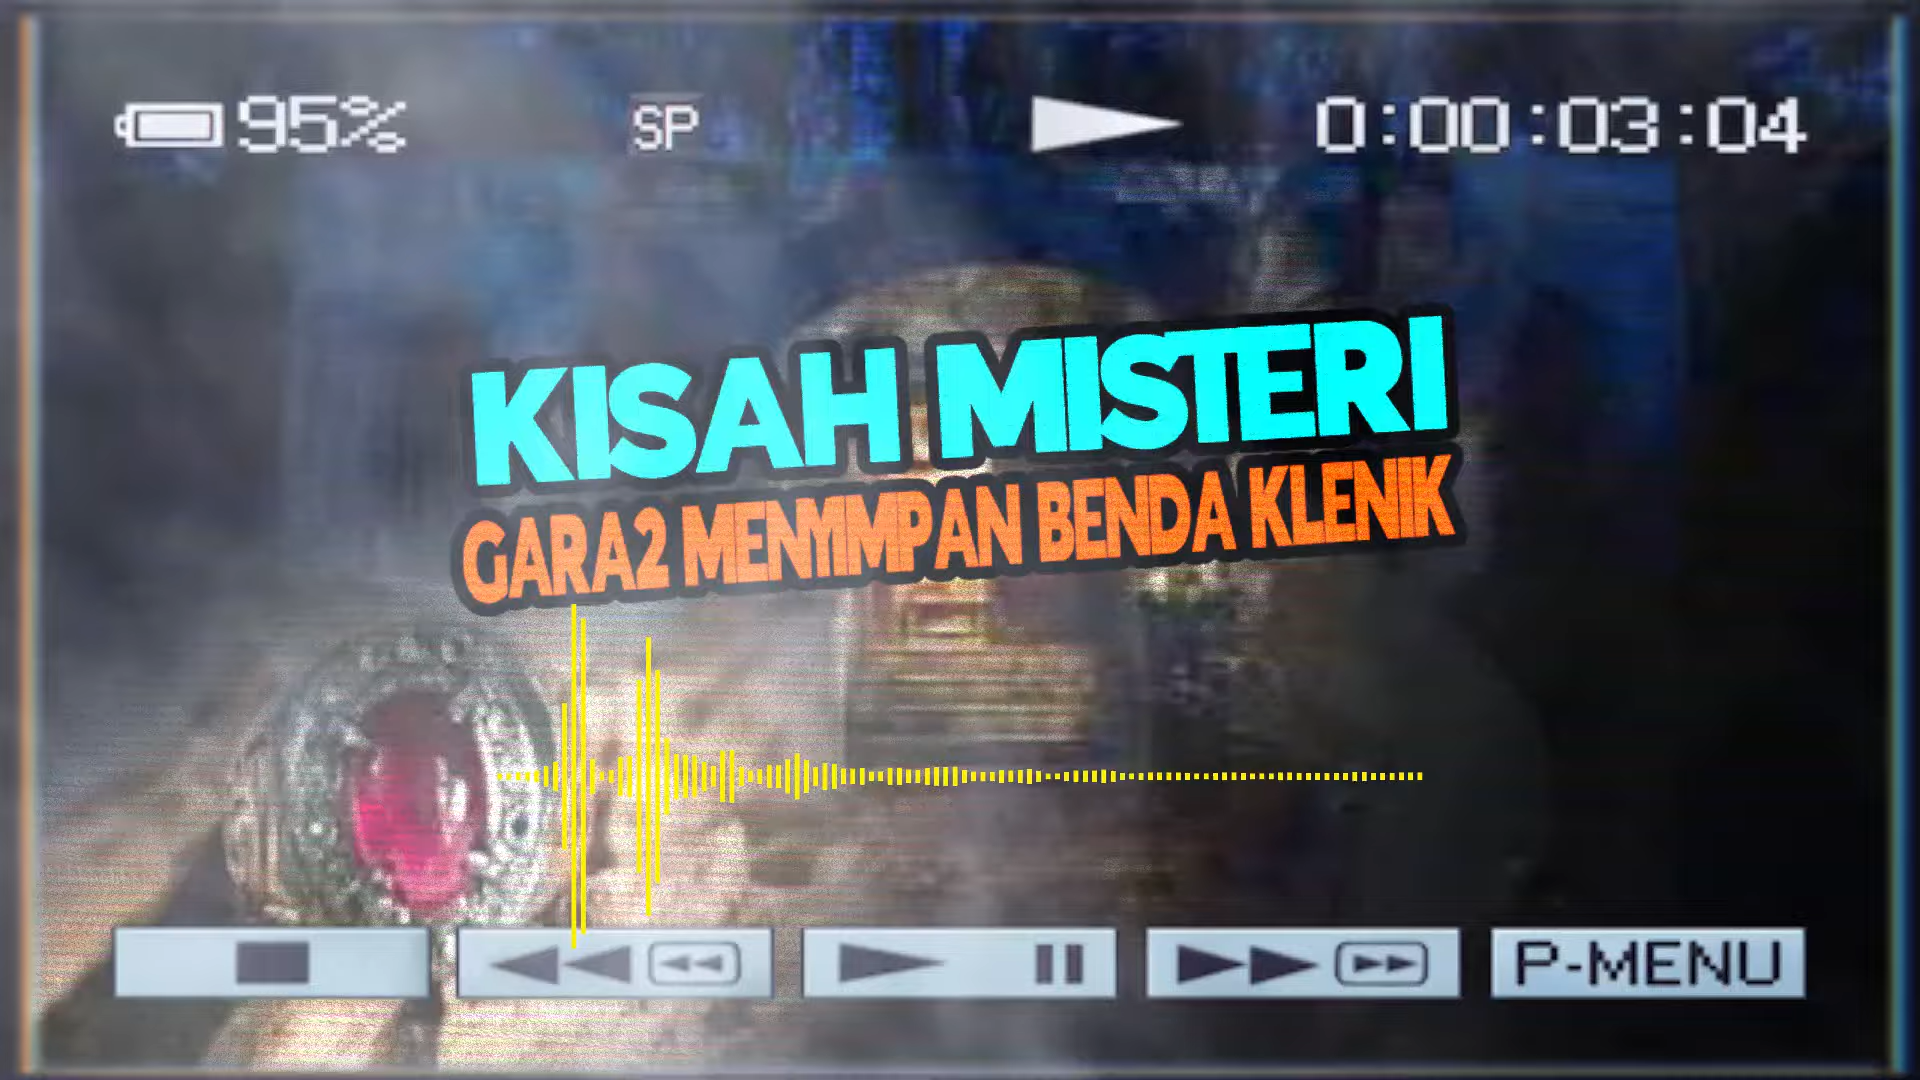 95% SP 0:00:03:04
KISAH MISTERI
GARA2 MENYIMPAN BENDA KLENIK
P-MENU